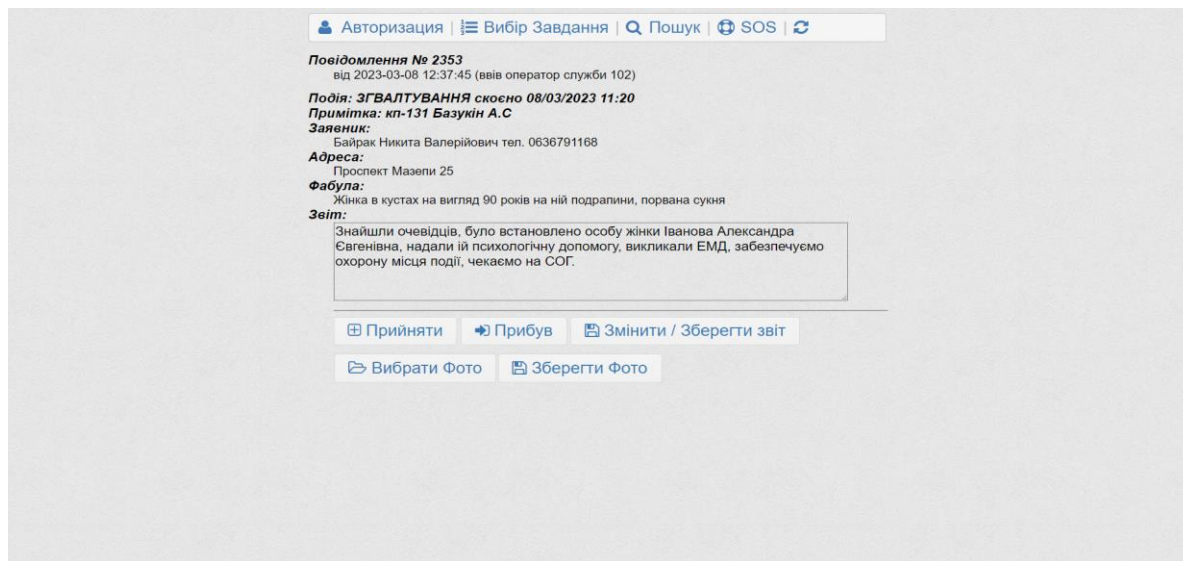 Авторизация | Вибір Завдання | Пошук | SOS |
Повідомлення № 2353
від 2023-03-08 12:37:45 (ввів оператор служби 102)
Подія: ЗГВАЛТУВАННЯ скоєно 08/03/2023 11:20
Примітка: кп-131 Базукін А.С
Заявник:
Байрак Никита Валерійович тел. 0636791168
Адреса:
Проспект Мазепи 25
Фабула:
Жінка в кустах на вигляд 90 років на ній подрапини, порвана сукня
Звіт:
Знайшли очевідців, було встановлено особу жінки Іванова Александра
Євгенівна, надали ій психологічну допомогу, викликали ЕМД, забезпечуємо
охорону місця події, чекаємо на СОГ.
Прийняти Прибув Змінити / Зберегти звіт
Вибрати Фото Зберегти Фото